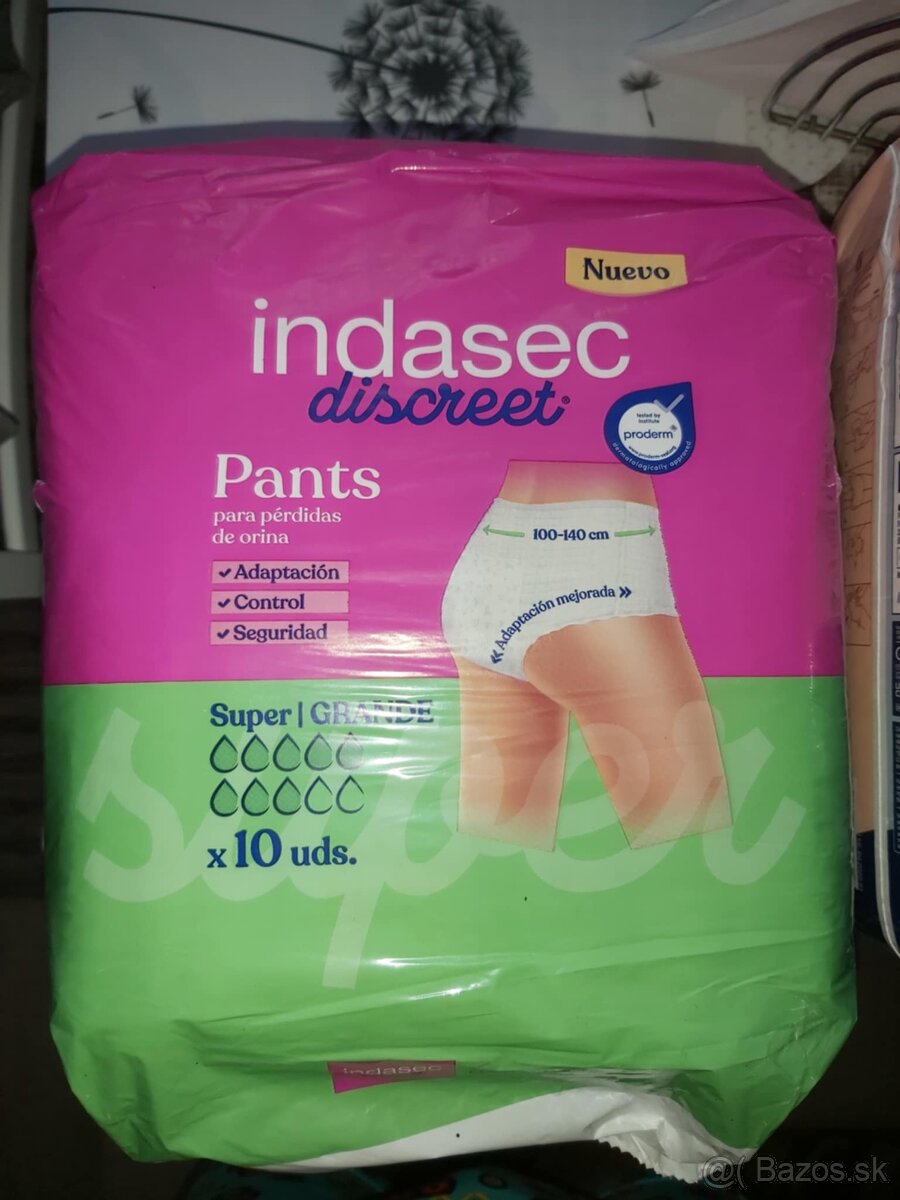 Nuevo
indasec
discreet®
tested by
institute
proderm®
dermatologically approved
Pants
para pérdidas
de orina
Adaptación
Control
Seguridad
100-140 cm
Adaptación mejorada
Super | GRANDE
super
x 10 uds.
indasec
@( Bazos.sk